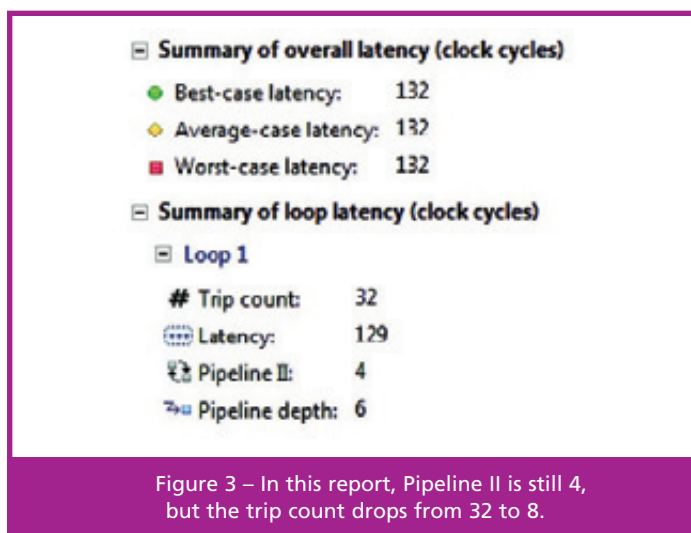 Summary of overall latency (clock cycles)
Best-case latency: 132
Average-case latency: 132
Worst-case latency: 132
Summary of loop latency (clock cycles)
Loop 1
# Trip count: 32
Latency: 129
Pipeline II: 4
Pipeline depth: 6
Figure 3 – In this report, Pipeline II is still 4,
but the trip count drops from 32 to 8.